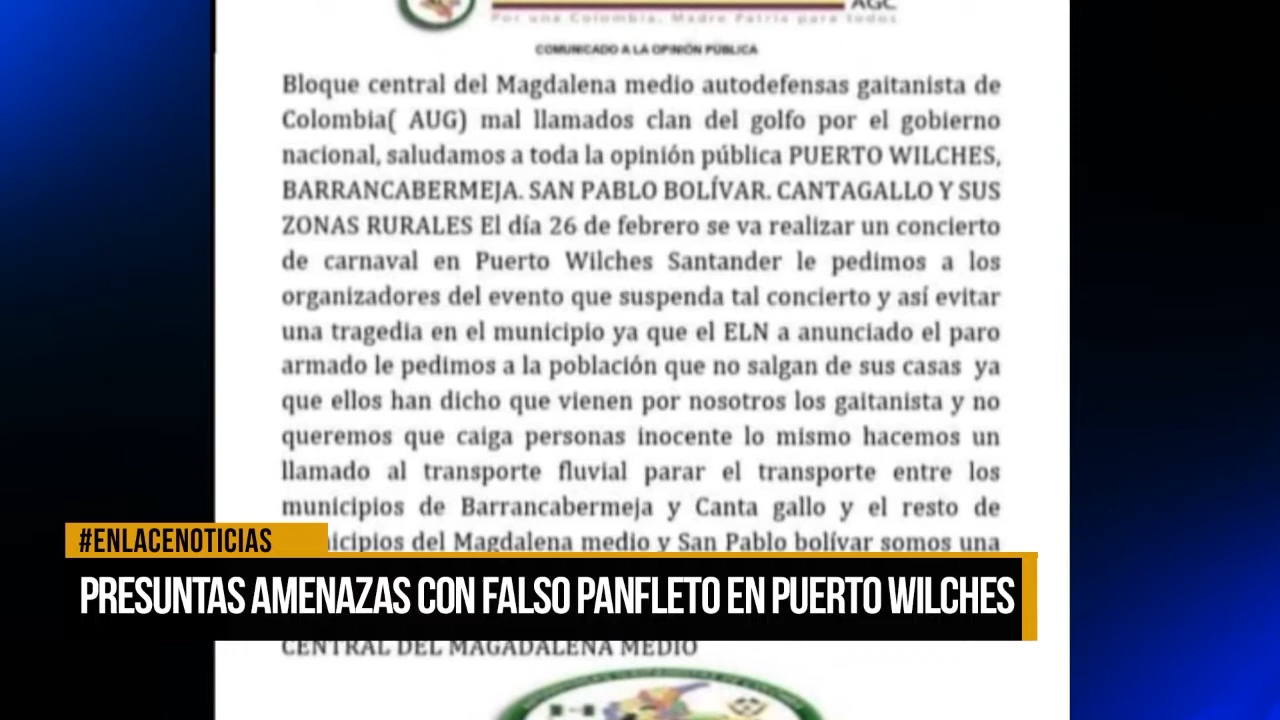 AGC
Por una Colombia, Madre Patria para todos
COMUNICADO A LA OPINIÓN PÚBLICA
Bloque central del Magdalena medio autodefensas gaitanista de
Colombia( AUG) mal llamados clan del golfo por el gobierno
nacional, saludamos a toda la opinión pública PUERTO WILCHES,
BARRANCABERMEJA. SAN PABLO BOLÍVAR. CANTAGALLO Y SUS
ZONAS RURALES El día 26 de febrero se va realizar un concierto
de carnaval en Puerto Wilches Santander le pedimos a los
organizadores del evento que suspenda tal concierto y así evitar
una tragedia en el municipio ya que el ELN a anunciado el paro
armado le pedimos a la población que no salgan de sus casas ya
que ellos han dicho que vienen por nosotros los gaitanista y no
queremos que caiga personas inocente lo mismo hacemos un
llamado al transporte fluvial parar el transporte entre los
municipios de Barrancabermeja y Canta gallo y el resto de
nicipios del Magdalena medio y San Pablo bolívar somos una
#ENLACENOTICIAS
PRESUNTAS AMENAZAS CON FALSO PANFLETO EN PUERTO WILCHES
CENTRAL DEL MAGADALENA MEDIO